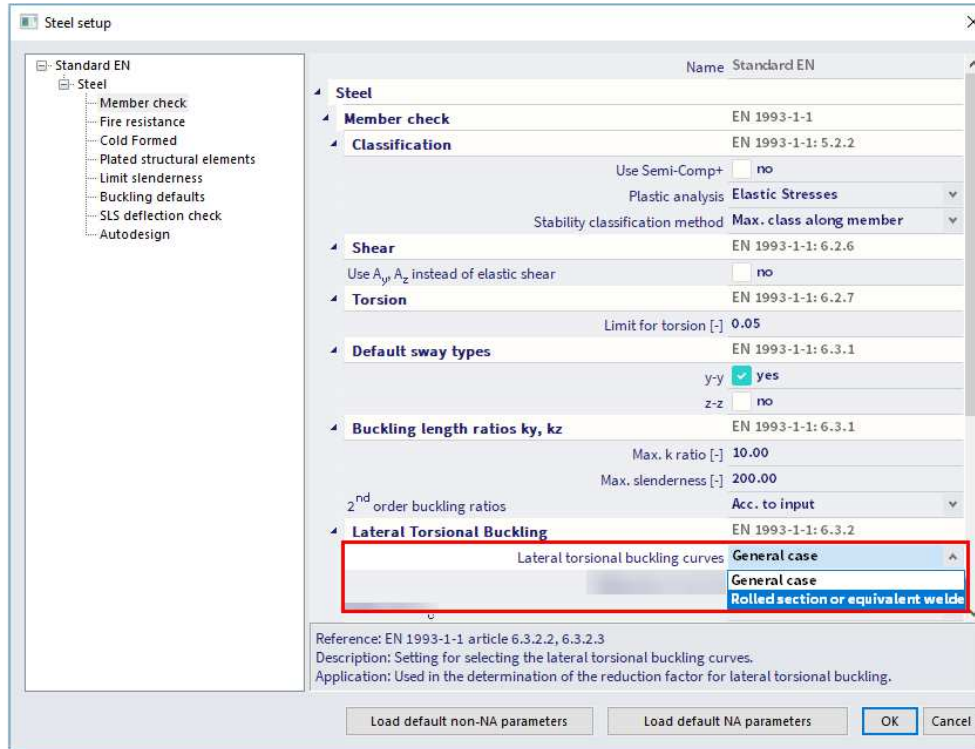 Steel setup
Standard EN
Steel
Member check
Fire resistance
Cold Formed
Plated structural elements
Limit slenderness
Buckling defaults
SLS deflection check
Autodesign
Name Standard EN
Steel
Member check EN 1993-1-1
Classification EN 1993-1-1: 5.2.2
Use Semi-Comp+ no
Plastic analysis Elastic Stresses
Stability classification method Max. class along member
Shear EN 1993-1-1: 6.2.6
Use Ay, Az instead of elastic shear no
Torsion EN 1993-1-1: 6.2.7
Limit for torsion [-] 0.05
Default sway types EN 1993-1-1: 6.3.1
y-y yes
z-z no
Buckling length ratios ky, kz EN 1993-1-1: 6.3.1
Max. k ratio [-] 10.00
Max. slenderness [-] 200.00
2nd order buckling ratios Acc. to input
Lateral Torsional Buckling EN 1993-1-1: 6.3.2
Lateral torsional buckling curves General case
General case
Rolled section or equivalent welde
Reference: EN 1993-1-1 article 6.3.2.2, 6.3.2.3
Description: Setting for selecting the lateral torsional buckling curves.
Application: Used in the determination of the reduction factor for lateral torsional buckling.
Load default non-NA parameters Load default NA parameters OK Cancel